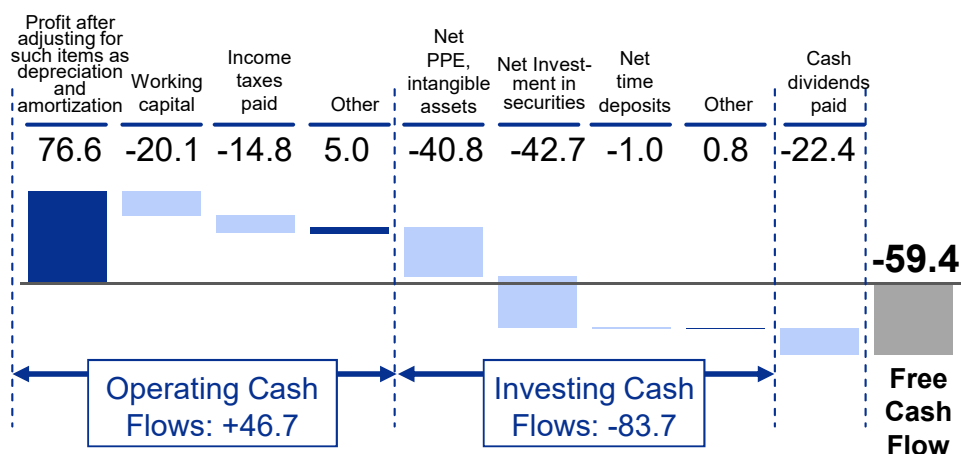 Profit after
adjusting for
such items as
depreciation
and
amortization
Working
capital
Income
taxes
paid
Other
Net
PPE,
intangible
assets
Net Invest-
ment in
securities
Net
time
deposits
Other
Cash
dividends
paid
76.6 -20.1 -14.8 5.0 -40.8 -42.7 -1.0 0.8 -22.4
-59.4
Operating Cash
Flows: +46.7
Investing Cash
Flows: -83.7
Free
Cash
Flow